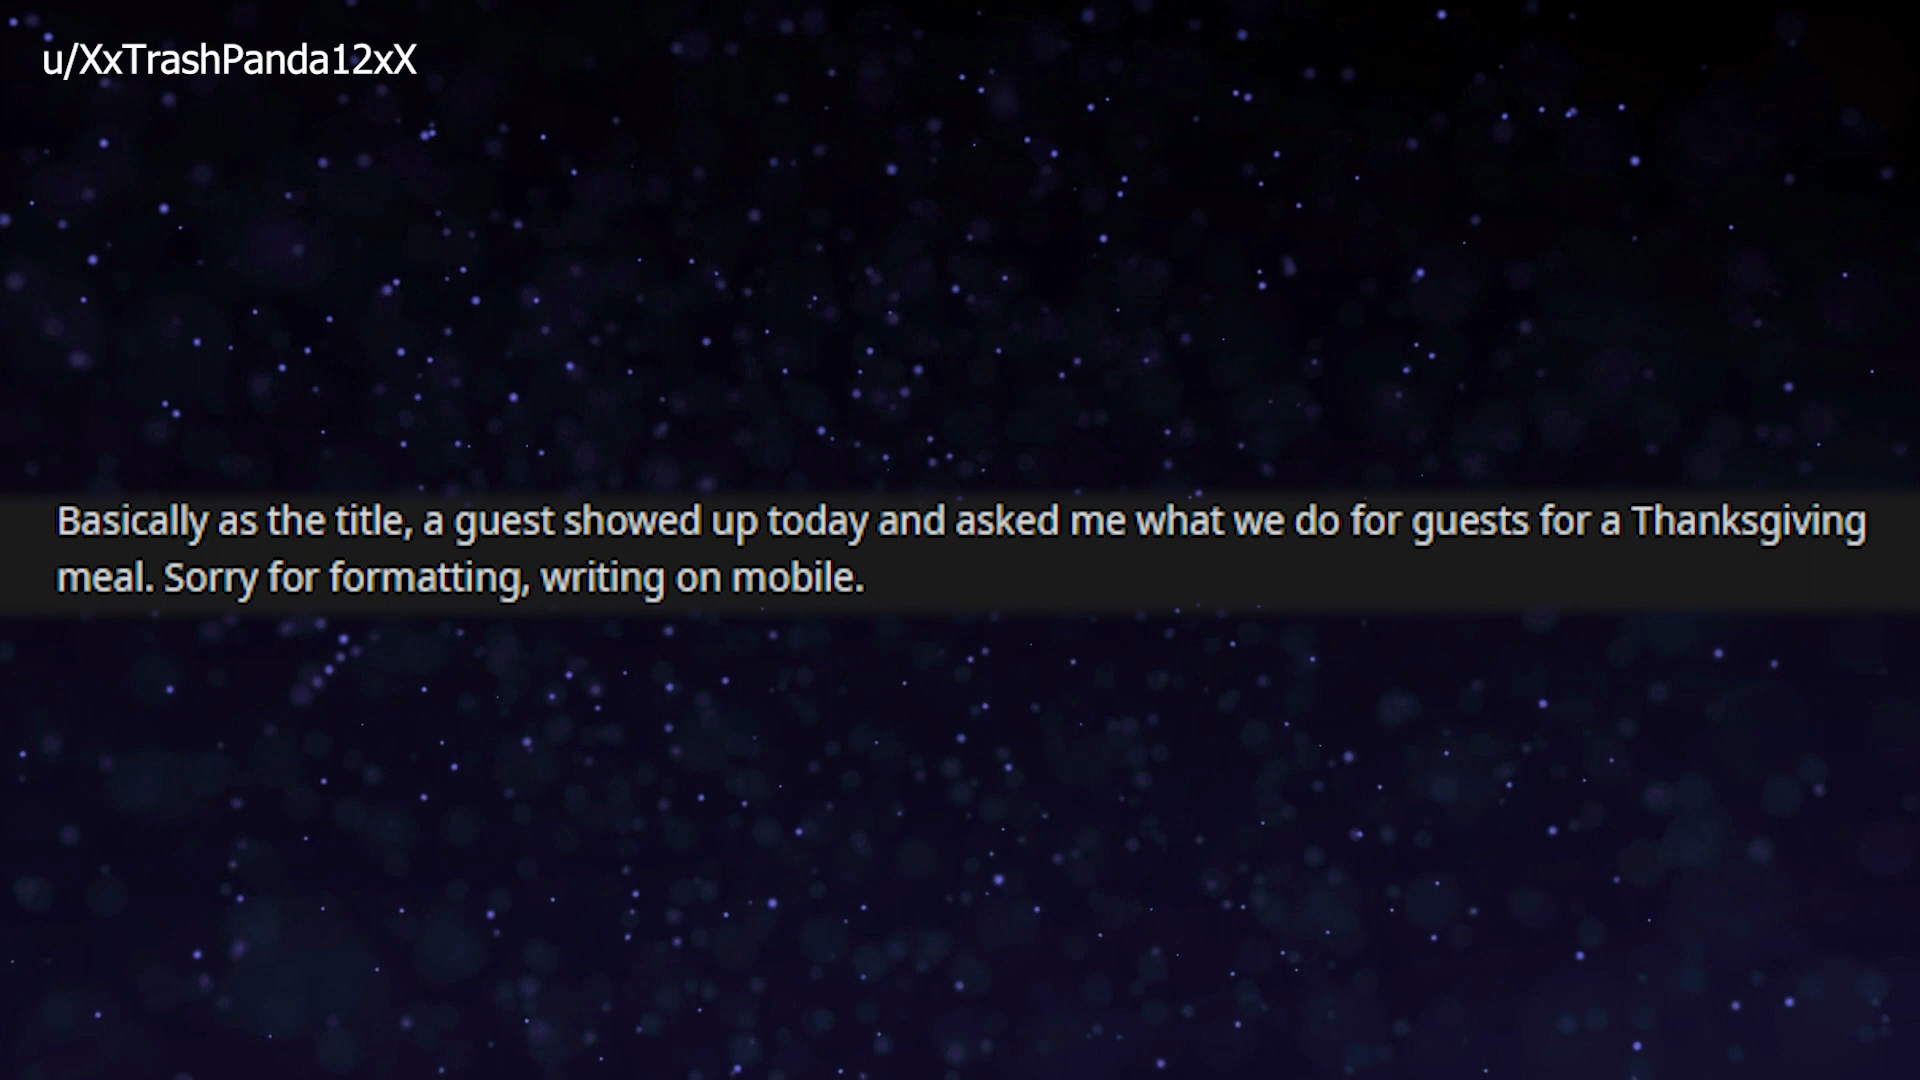 u/XxTrashPanda12xX
Basically as the title, a guest showed up today and asked me what we do for guests for a Thanksgiving
meal. Sorry for formatting, writing on mobile.